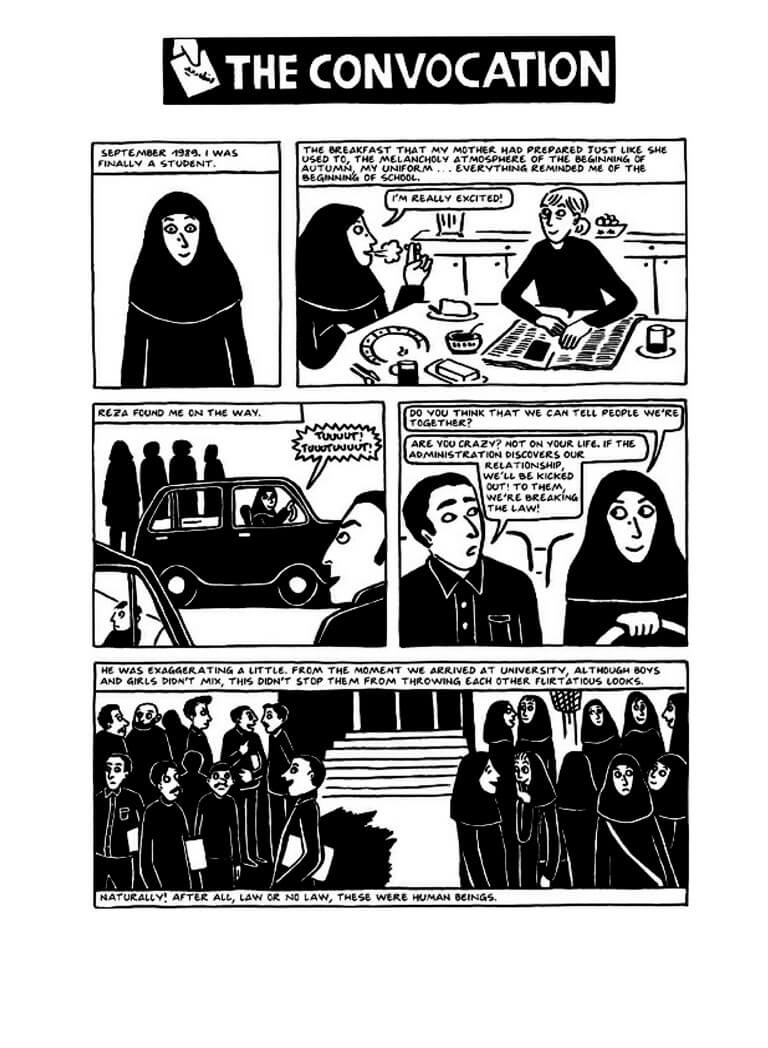 THE CONVOCATION
SEPTEMBER 1989. I WAS
FINALLY A STUDENT.
THE BREAKFAST THAT MY MOTHER HAD PREPARED JUST LIKE SHE
USED TO, THE MELANCHOLY ATMOSPHERE OF THE BEGINNING OF
AUTUMN, MY UNIFORM ... EVERYTHING REMINDED ME OF THE
BEGINNING OF SCHOOL.
I'M REALLY EXCITED!
REZA FOUND ME ON THE WAY.
TUUUUT!
TUUUTUUUUT!
DO YOU THINK THAT WE CAN TELL PEOPLE WE'RE
TOGETHER?
ARE YOU CRAZY? NOT ON YOUR LIFE. IF THE
ADMINISTRATION DISCOVERS OUR
RELATIONSHIP,
WE'LL BE KICKED
OUT! TO THEM,
WE'RE BREAKING
THE LAW!
HE WAS EXAGGERATING A LITTLE. FROM THE MOMENT WE ARRIVED AT UNIVERSITY, ALTHOUGH BOYS
AND GIRLS DIDN'T MIX, THIS DIDN'T STOP THEM FROM THROWING EACH OTHER FLIRTATIOUS LOOKS.
NATURALLY! AFTER ALL, LAW OR NO LAW, THESE WERE HUMAN BEINGS.